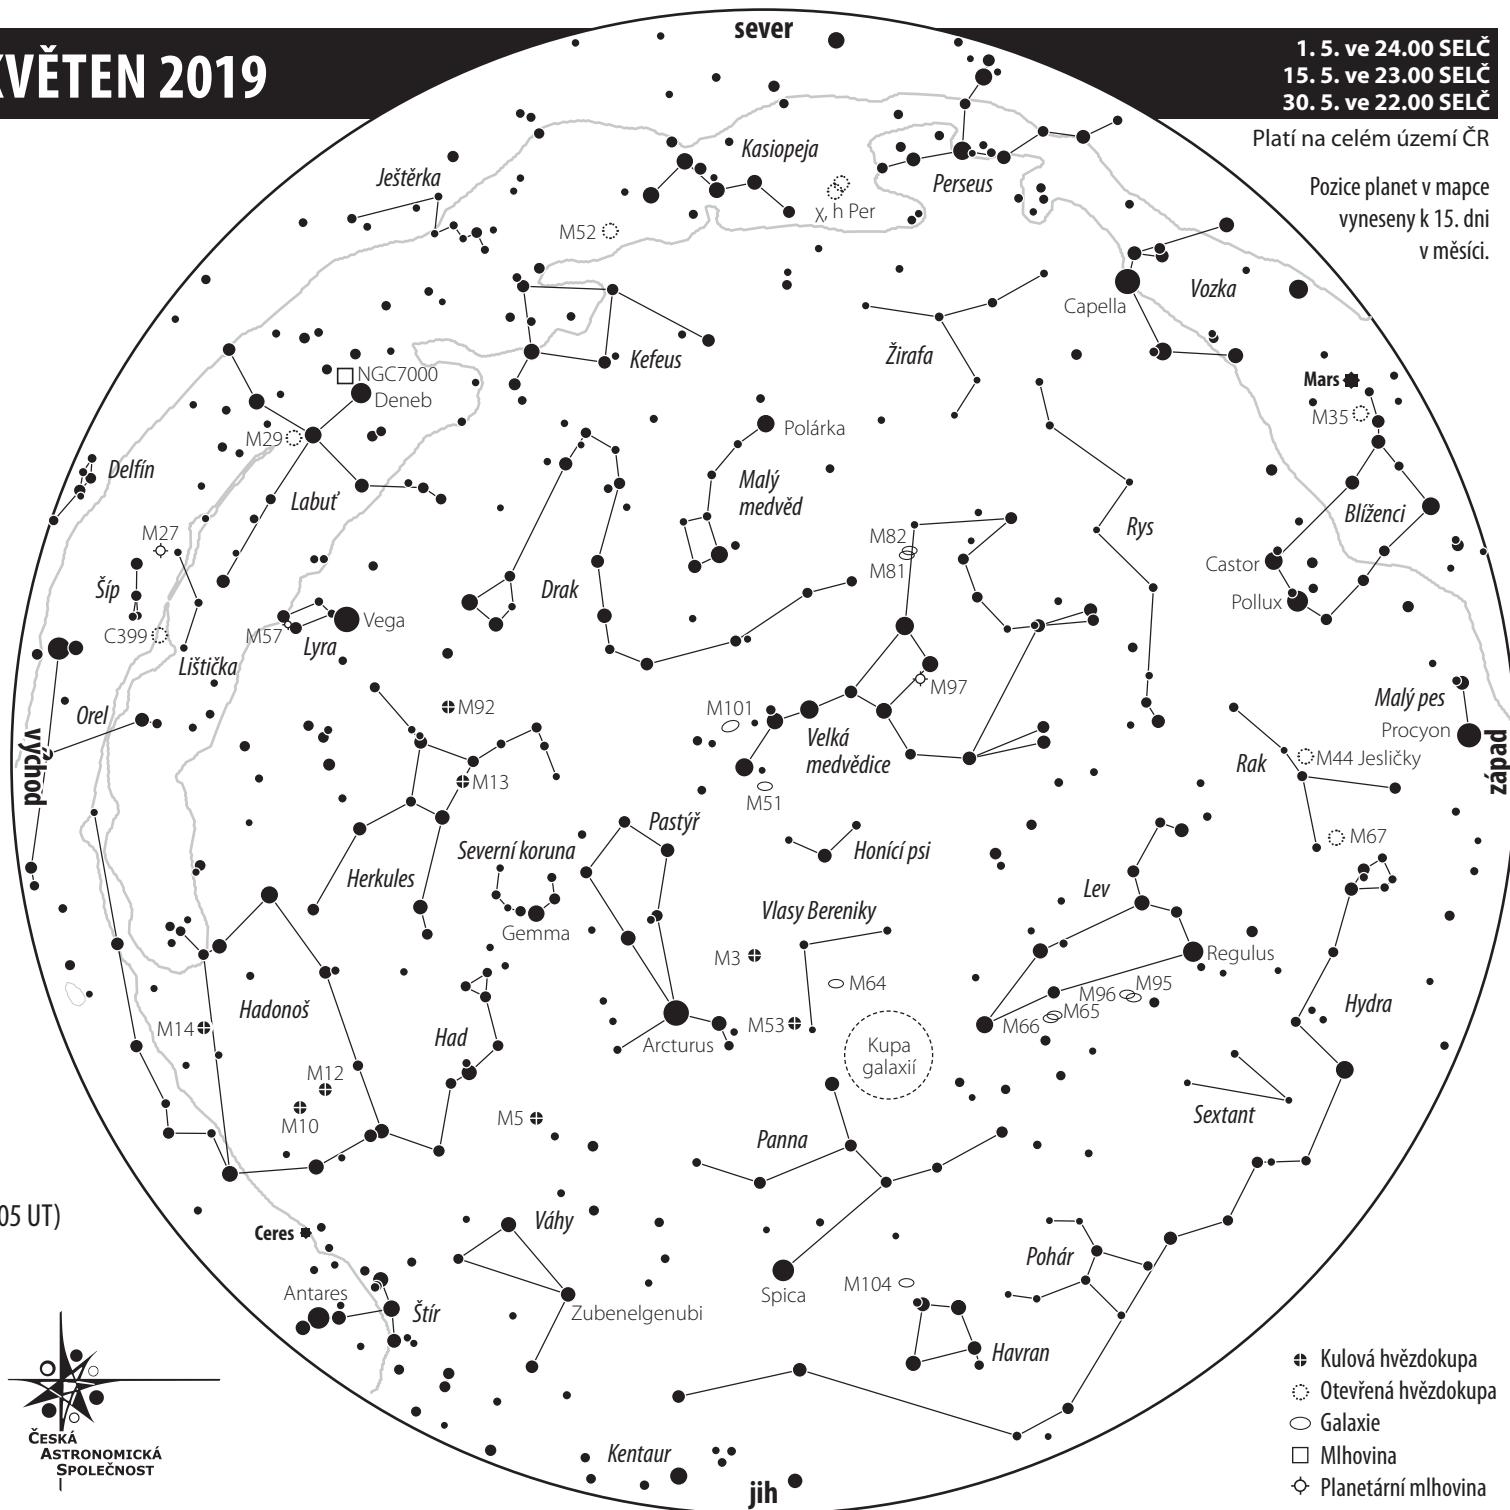 KVĚTEN 2019
1. 5. ve 24.00 SELČ
15. 5. ve 23.00 SELČ
30. 5. ve 22.00 SELČ
Platí na celém území ČR
Pozice planet v mapce
vyneseny k 15. dni
v měsíci.
sever
Kasiopeja
Perseus
χ, h Per
Ještěrka
M52
Capella
Vozka
Kefeus
Žirafa
NGC7000
Deneb
Mars
M35
M29
Polárka
Delfín
Labuť
Malý
medvěd
Blíženci
M27
M82
M81
Rys
Castor
Šíp
Drak
Pollux
C399
M57
Vega
Lyra
Lištička
M97
Malý pes
M92
M101
Orel
Procyon
východ
Velká
medvědice
Rak
M44 Jesličky
západ
M13
M51
Pastýř
M67
Severní koruna
Honící psi
Herkules
Lev
Vlasy Bereniky
Gemma
M3
Regulus
M64
M96
M95
Hadonoš
M14
Had
Arcturus
M53
M66
M65
Hydra
Kupa
galaxií
M12
M10
M5
Sextant
Panna
05 UT)
Ceres
Váhy
Pohár
Antares
Štír
Zubenelgenubi
Spica
M104
Havran
Kentaur
jih
ČESKÁ
ASTRONOMICKÁ
SPOLEČNOST
Kulová hvězdokupa
Otevřená hvězdokupa
Galaxie
Mlhovina
Planetární mlhovina